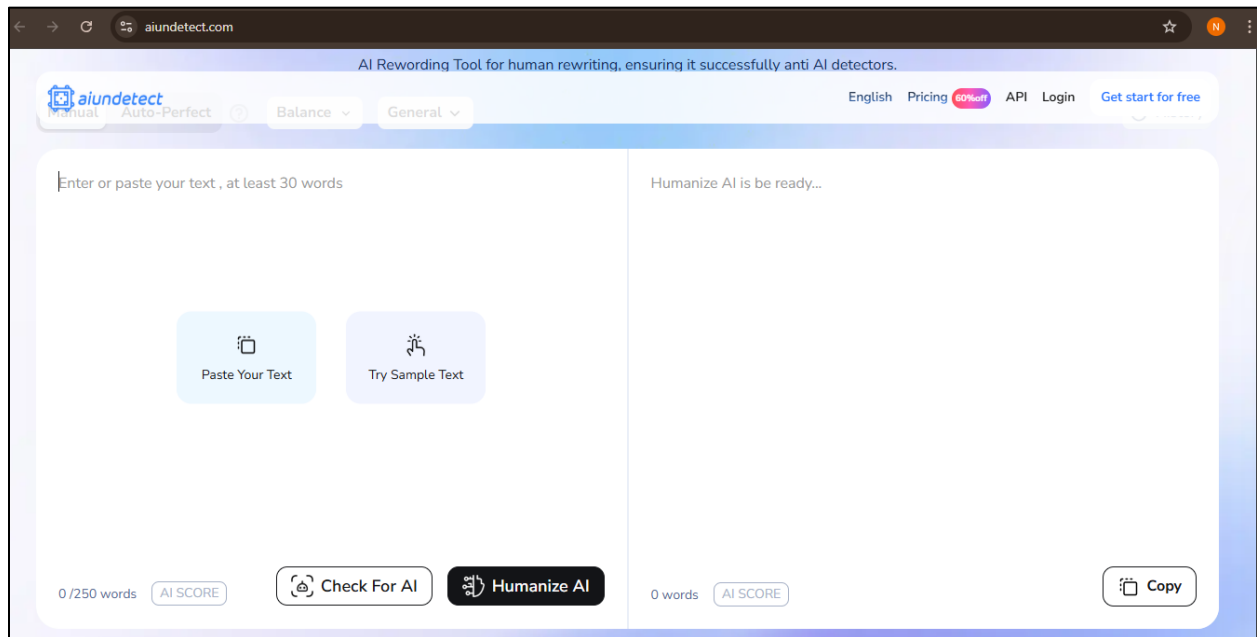 aiundetect.com
N
AI Rewording Tool for human rewriting, ensuring it successfully anti AI detectors.
aiundetect
English Pricing 60%off API Login Get start for free
Manual Auto-Perfect Balance General
Enter or paste your text , at least 30 words
Humanize AI is be ready...
Paste Your Text
Try Sample Text
0 /250 words AI SCORE Check For AI Humanize AI
0 words AI SCORE Copy